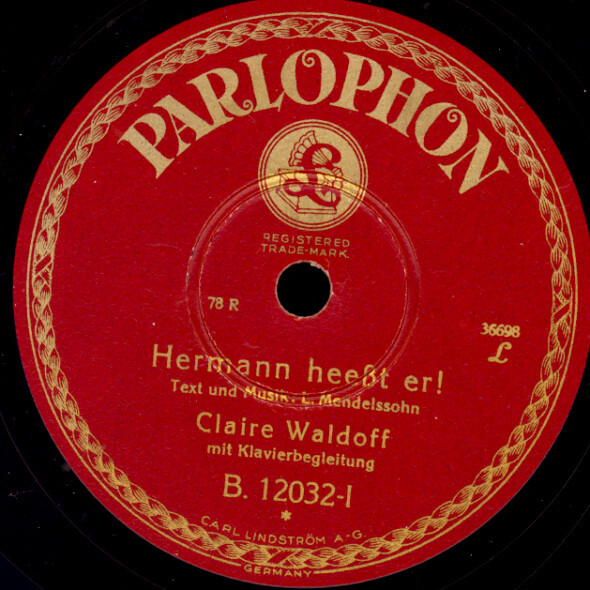 PARLOPHON
£
REGISTERED
TRADE-MARK.
78 R
36698
L
Hermann heeßt er!
Text und Musik: L. Mendelssohn
Claire Waldoff
mit Klavierbegleitung
B. 12032-I
*
CARL LINDSTRÖM A-G.
GERMANY